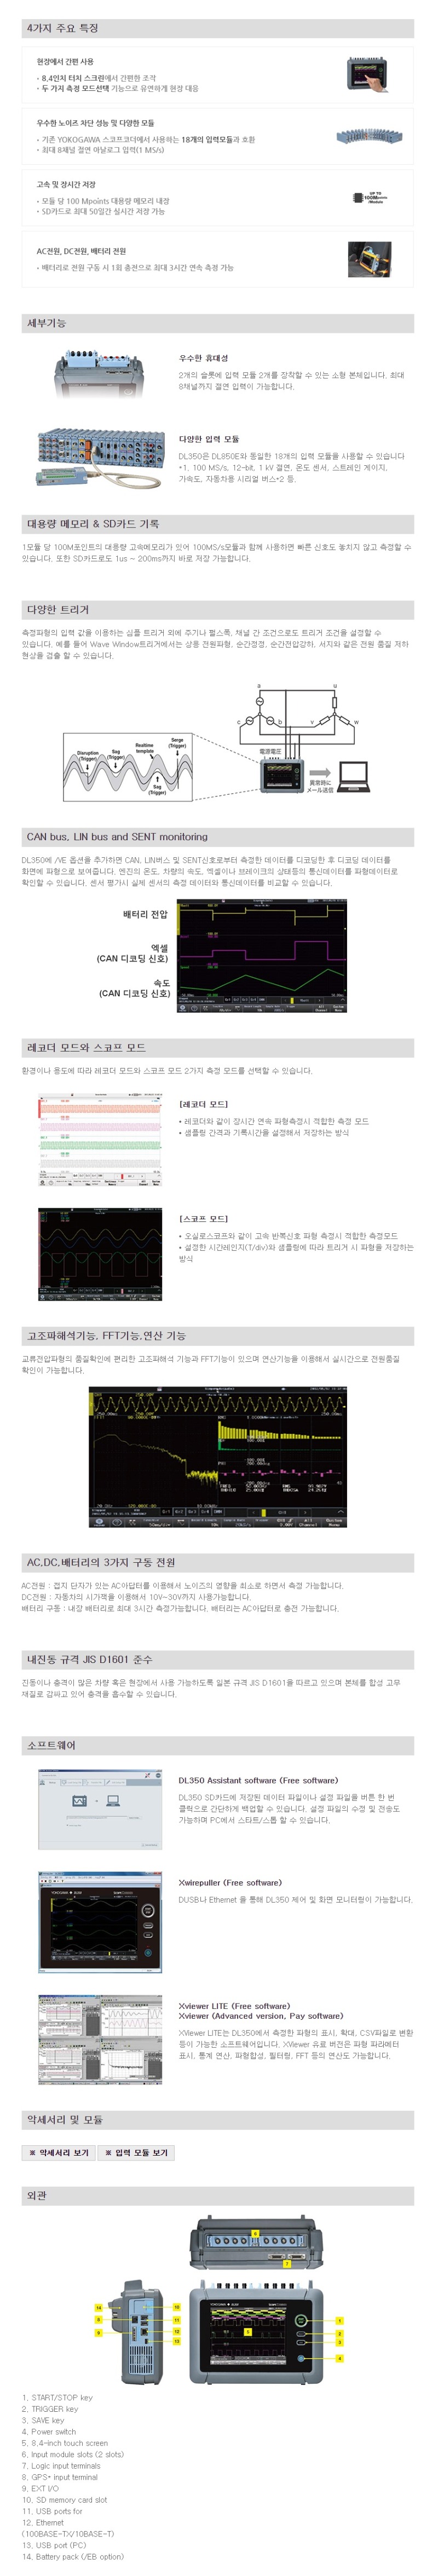 4가지 주요 특징
현장에서 간편 사용
• 8.4인치 터치 스크린에서 간편한 조작
• 두 가지 측정 모드선택 기능으로 유연하게 현장 대응
우수한 노이즈 차단 성능 및 다양한 모듈
• 기존 YOKOGAWA 스코프코더에서 사용하는 18개의 입력모듈과 호환
• 최대 8채널 절연 아날로그 입력(1 MS/s)
고속 및 장시간 저장
• 모듈 당 100 Mpoints 대용량 메모리 내장
• SD카드로 최대 50일간 실시간 저장 가능
UP TO
100Mpoints
/Module
AC전원, DC전원, 배터리 전원
• 배터리로 전원 구동 시 1회 충전으로 최대 3시간 연속 측정 가능
세부기능
우수한 휴대성
2개의 슬롯에 입력 모듈 2개를 장착할 수 있는 소형 본체입니다. 최대
8채널까지 절연 입력이 가능합니다.
다양한 입력 모듈
DL350은 DL850E와 동일한 18개의 입력 모듈을 사용할 수 있습니다
*1. 100 MS/s, 12-bit, 1 kV 절연, 온도 센서, 스트레인 게이지,
가속도, 자동차용 시리얼 버스*2 등.
대용량 메모리 & SD카드 기록
1모듈 당 100M포인트의 대용량 고속메모리가 있어 100MS/s모듈과 함께 사용하면 빠른 신호도 놓치지 않고 측정할 수
있습니다. 또한 SD카드로도 1us ~ 200ms까지 바로 저장 가능합니다.
다양한 트리거
측정파형의 입력 값을 이용하는 심플 트리거 외에 주기나 펄스폭, 채널 간 조건으로도 트리거 조건을 설정할 수
있습니다. 예를 들어 Wave Window트리거에서는 상용 전원파형, 순간정정, 순간전압강하, 서지와 같은 전원 품질 저하
현상을 검출 할 수 있습니다.
a u
c b v w
Disruption
(Trigger)
Sag
(Trigger)
Realtime
template
Serge
(Trigger)
Sag
(Trigger)
電源電圧
異常時に
メール送信
CAN bus, LIN bus and SENT monitoring
DL350에 /VE 옵션을 추가하면 CAN, LIN버스 및 SENT신호로부터 측정한 데이터를 디코딩한 후 디코딩 데이터를
화면에 파형으로 보여줍니다. 엔진의 온도, 차량의 속도, 엑셀이나 브레이크의 상태등의 통신데이터를 파형데이터로
확인할 수 있습니다. 센서 평가시 실제 센서의 측정 데이터와 통신데이터를 비교할 수 있습니다.
배터리 전압
엑셀
(CAN 디코딩 신호)
속도
(CAN 디코딩 신호)
레코더 모드와 스코프 모드
환경이나 용도에 따라 레코더 모드와 스코프 모드 2가지 측정 모드를 선택할 수 있습니다.
[레코더 모드]
• 레코더와 같이 장시간 연속 파형측정시 적합한 측정 모드
• 샘플링 간격과 기록시간을 설정해서 저장하는 방식
[스코프 모드]
• 오실로스코프와 같이 고속 반복신호 파형 측정시 적합한 측정모드
• 설정한 시간레인지(T/div)와 샘플링에 따라 트리거 시 파형을 저장하는
방식
고조파해석기능, FFT기능,연산 기능
교류전압파형의 품질확인에 편리한 고조파해석 기능과 FFT기능이 있으며 연산기능을 이용해서 실시간으로 전원품질
확인이 가능합니다.
AC,DC,배터리의 3가지 구동 전원
AC전원 : 접지 단자가 있는 AC아답터를 이용해서 노이즈의 영향을 최소로 하면서 측정 가능합니다.
DC전원 : 자동차의 시가잭을 이용해서 10V~30V까지 사용가능합니다.
배터리 구동 : 내장 배터리로 최대 3시간 측정가능합니다. 배터리는 AC아답터로 충전 가능합니다.
내진동 규격 JIS D1601 준수
진동이나 충격이 많은 차량 혹은 현장에서 사용 가능하도록 일본 규격 JIS D1601을 따르고 있으며 본체를 합성 고무
재질로 감싸고 있어 충격을 흡수할 수 있습니다.
소프트웨어
DL350 Assistant software (Free software)
DL350 SD카드에 저장된 데이터 파일이나 설정 파일을 버튼 한 번
클릭으로 간단하게 백업할 수 있습니다. 설정 파일의 수정 및 전송도
가능하며 PC에서 스타트/스톱 할 수 있습니다.
Xwirepuller (Free software)
DUSB나 Ethernet 을 통해 DL350 제어 및 화면 모니터링이 가능합니다.
Xviewer LITE (Free software)
Xviewer (Advanced version, Pay software)
XViewer LITE는 DL350에서 측정한 파형의 표시, 확대, CSV파일로 변환
등이 가능한 소프트웨어입니다. XViewer 유료 버전은 파형 파라메터
표시, 통계 연산, 파형합성, 필터링, FFT 등의 연산도 가능합니다.
악세서리 및 모듈
※ 악세서리 보기 ※ 입력 모듈 보기
외관
1. START/STOP key
2. TRIGGER key
3. SAVE key
4. Power switch
5. 8.4-inch touch screen
6. Input module slots (2 slots)
7. Logic input terminals
8. GPS* input terminal
9. EXT I/O
10. SD memory card slot
11. USB ports for
12. Ethernet
(100BASE-TX/10BASE-T)
13. USB port (PC)
14. Battery pack (/EB option)